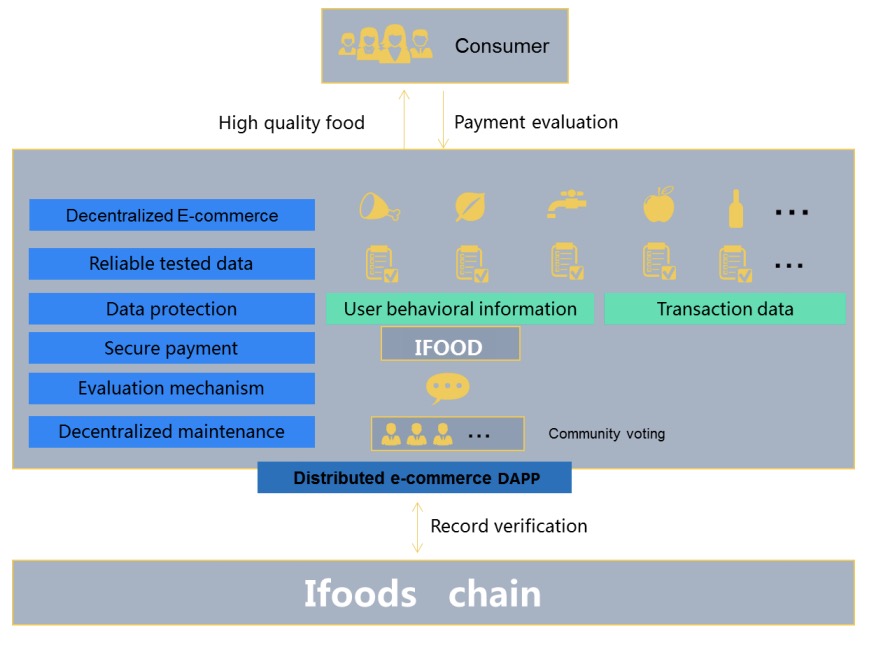 Consumer
High quality food
Payment evaluation
Decentralized E-commerce
...
Reliable tested data
...
Data protection
User behavioral information
Transaction data
Secure payment
IFOOD
Evaluation mechanism
Decentralized maintenance
...
Community voting
Distributed e-commerce DAPP
Record verification
Ifoods chain